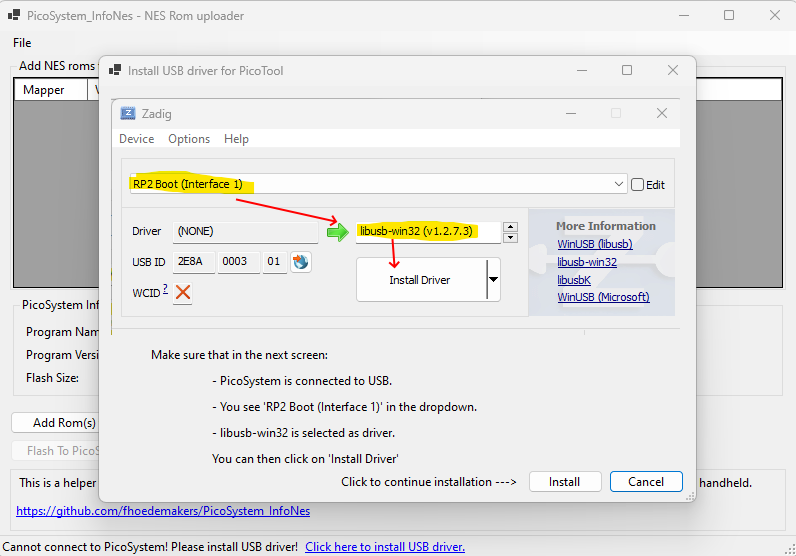 PicoSystem_InfoNes - NES Rom uploader
File
Add NES roms
Mapper
Install USB driver for PicoTool
Zadig
Device Options Help
RP2 Boot (Interface 1)
Edit
Driver (NONE) libusb-win32 (v1.2.7.3)
USB ID 2E8A 0003 01
WCID ?
Install Driver
More Information
WinUSB (libusb)
libusb-win32
libusbK
WinUSB (Microsoft)
Make sure that in the next screen:
- PicoSystem is connected to USB.
- You see 'RP2 Boot (Interface 1)' in the dropdown.
- libusb-win32 is selected as driver.
You can then click on 'Install Driver'
Click to continue installation ---> Install Cancel
PicoSystem Inf
Program Nam
Program Versi
Flash Size:
Add Rom(s)
Flash To PicoS
This is a helper handheld.
https://github.com/fhoedemakers/PicoSystem_InfoNes
Cannot connect to PicoSystem! Please install USB driver! Click here to install USB driver.